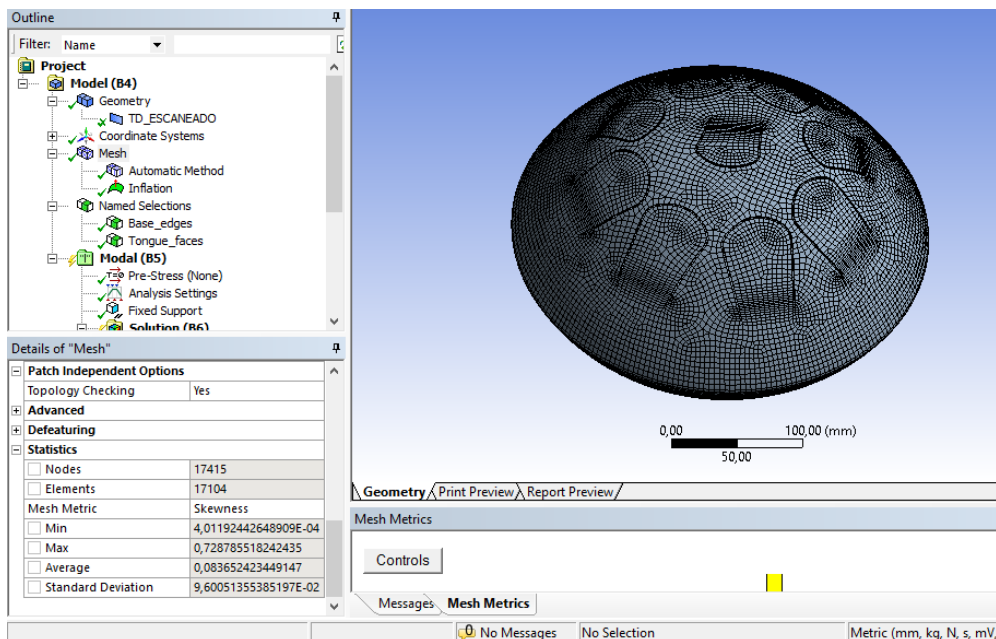 Outline
Filter: Name
Project
Model (B4)
Geometry
TD_ESCANEADO
Coordinate Systems
Mesh
Automatic Method
Inflation
Named Selections
Base_edges
Tongue_faces
Modal (B5)
Pre-Stress (None)
Analysis Settings
Fixed Support
Solution (B6)
Details of "Mesh"
Patch Independent Options
Topology Checking Yes
Advanced
Defeaturing
Statistics
Nodes 17415
Elements 17104
Mesh Metric Skewness
Min 4,01192442648909E-04
Max 0,728785518242435
Average 0,083652423449147
Standard Deviation 9,60051355385197E-02
0,00 100,00 (mm)
50,00
Geometry Print Preview Report Preview
Mesh Metrics
Controls
Messages Mesh Metrics
0 No Messages No Selection Metric (mm, kg, N, s, mV